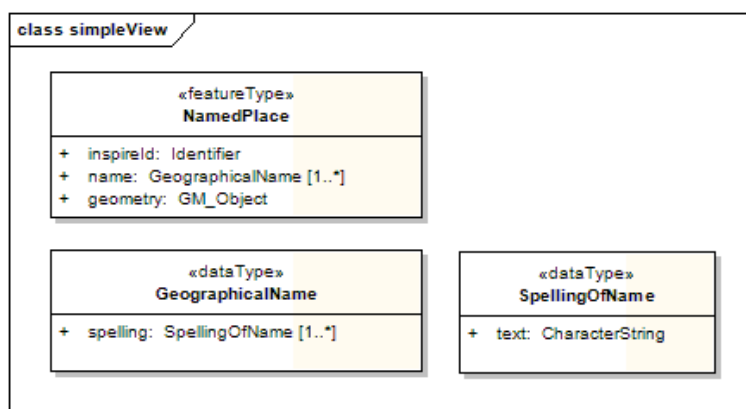 class simpleView
«featureType»
NamedPlace
+ inspireId: Identifier
+ name: GeographicalName [1..*]
+ geometry: GM_Object
«dataType»
GeographicalName
+ spelling: SpellingOfName [1..*]
«dataType»
SpellingOfName
+ text: CharacterString